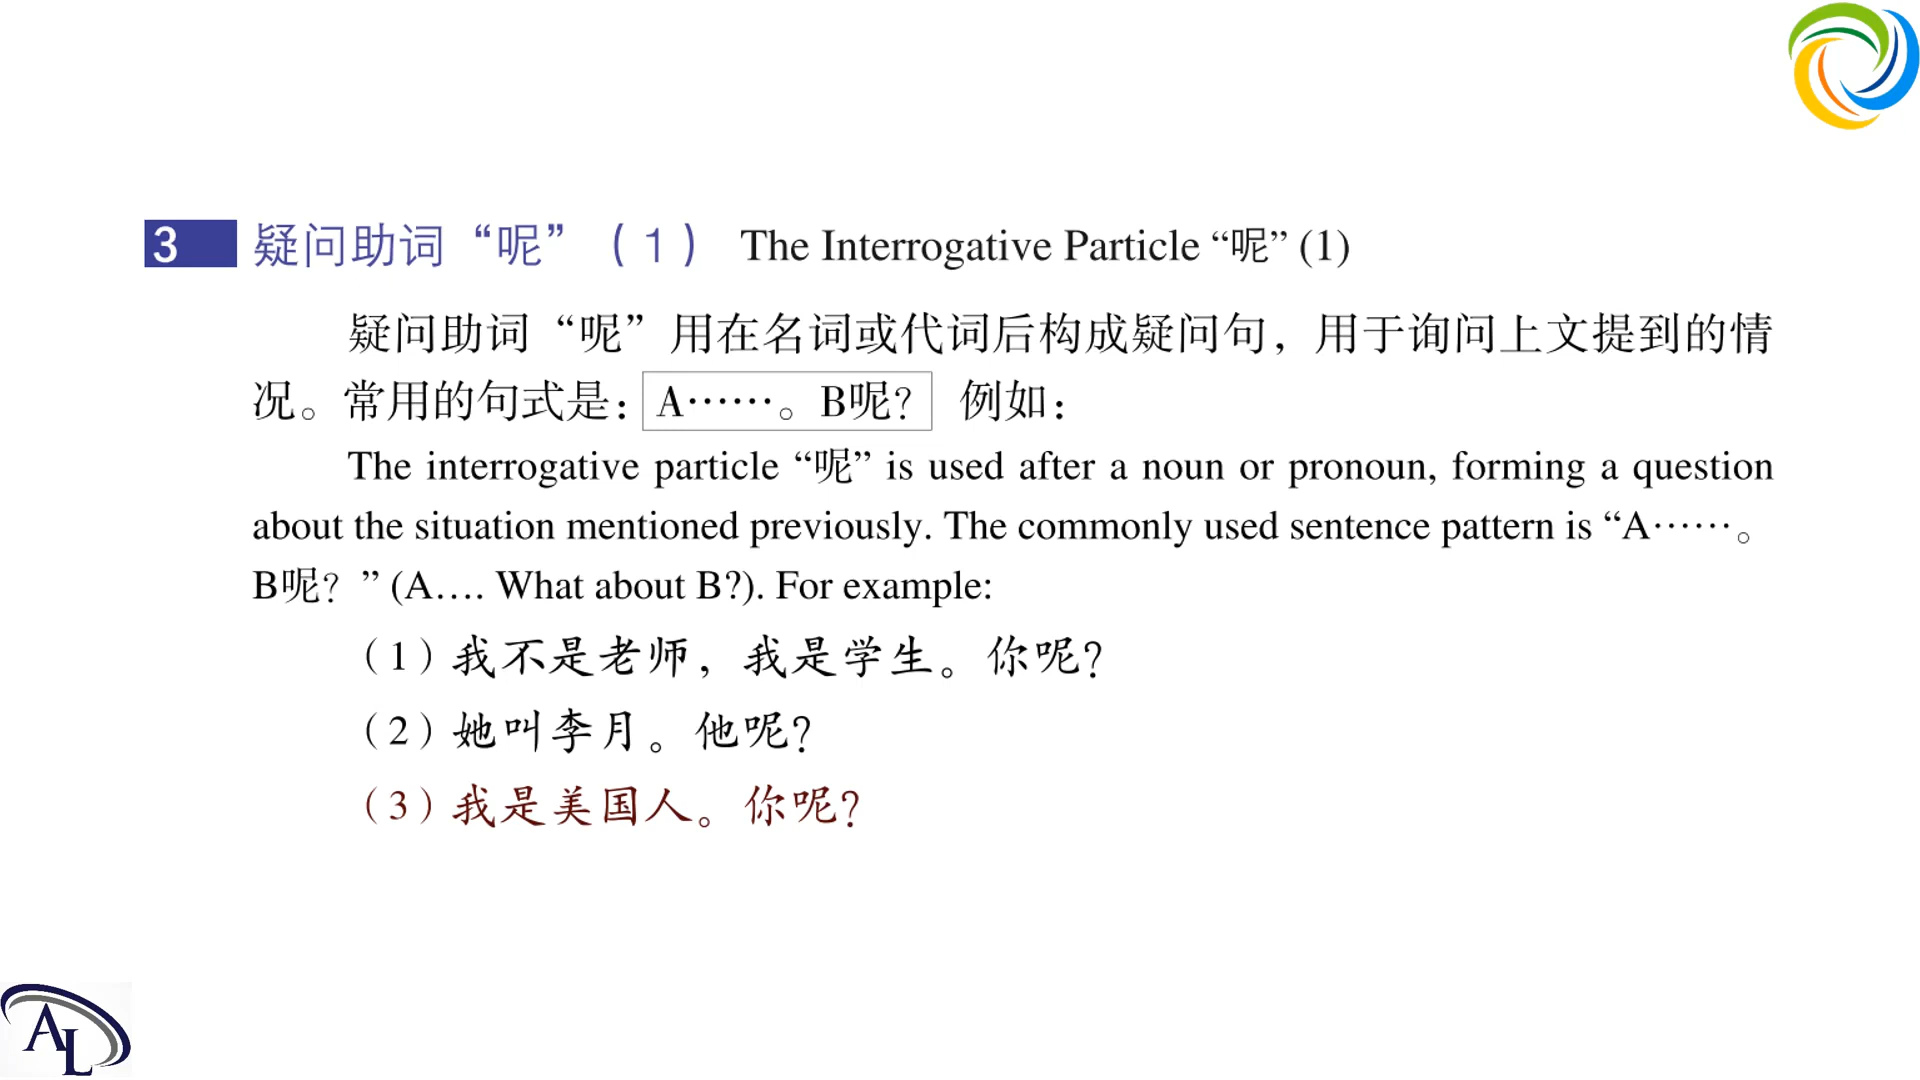 3 疑问助词“呢”（1） The Interrogative Particle “呢” (1)
疑问助词“呢”用在名词或代词后构成疑问句，用于询问上文提到的情
况。常用的句式是：A……。B呢？ 例如：
The interrogative particle “呢” is used after a noun or pronoun, forming a question
about the situation mentioned previously. The commonly used sentence pattern is “A……。
B呢？” (A…. What about B?). For example:
（1）我不是老师，我是学生。你呢？
（2）她叫李月。他呢？
（3）我是美国人。你呢？
AL